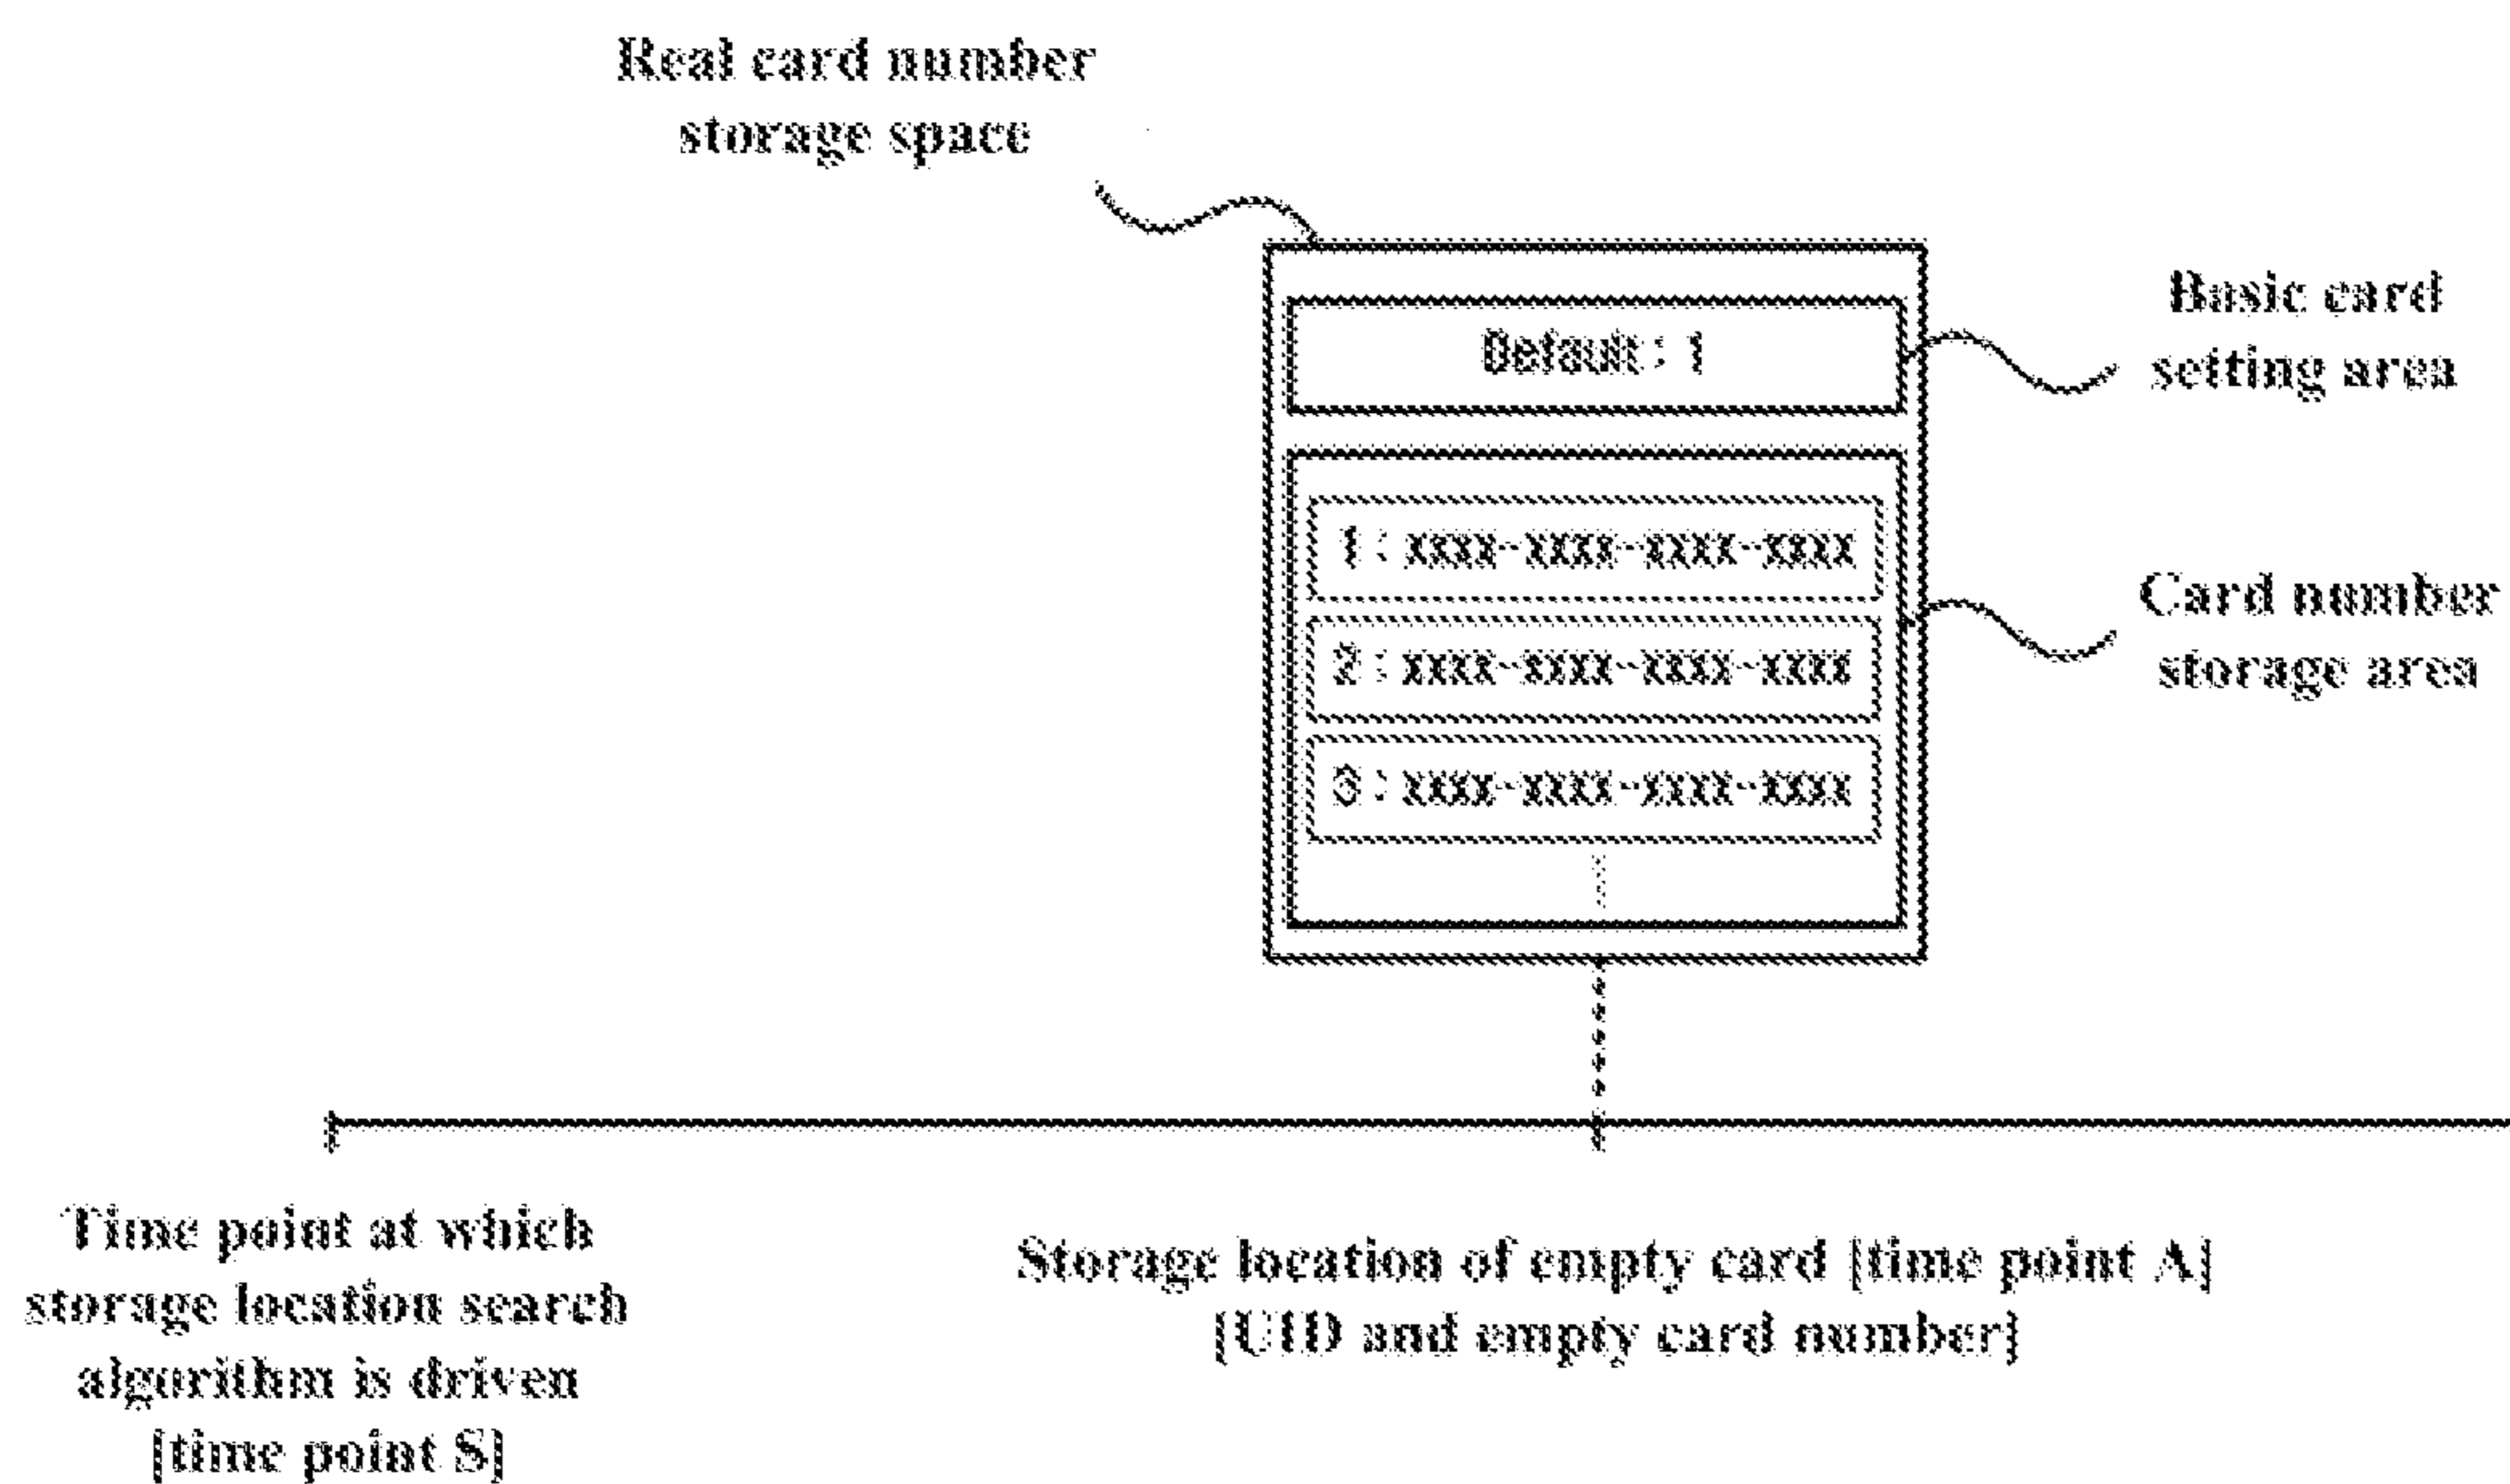 Real card number
storage space
Default : 1
Basic card
setting area
1 : xxxx-xxxx-xxxx-xxxx
2 : xxxx-xxxx-xxxx-xxxx
3 : xxxx-xxxx-xxxx-xxxx
Card number
storage area
Time point at which
storage location search
algorithm is driven
[time point S]
Storage location of empty card [time point A]
[UID and empty card number]